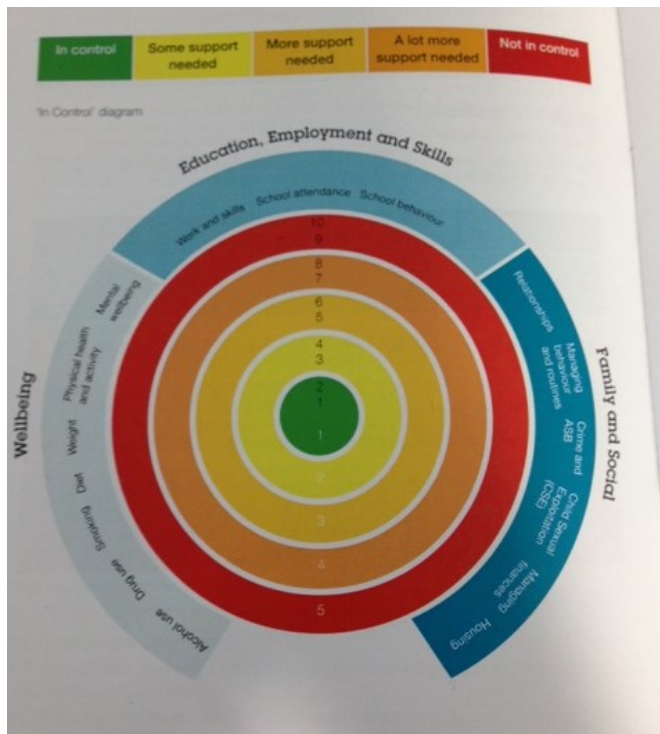 In control
Some support
needed
More support
needed
A lot more
support needed
Not in control
'In Control' diagram
Education, Employment and Skills
Work and skills
School attendance
School behaviour
Wellbeing
Mental
wellbeing
Physical health
and activity
Weight
Diet
Smoking
Drug use
Alcohol use
Family and Social
Relationships
Managing
behaviour
and routines
Crime and
ASB
Child Sexual
Exploitation
(CSE)
Managing
finances
Housing
10
9
8
7
6
5
4
3
2
1
1
2
3
4
5